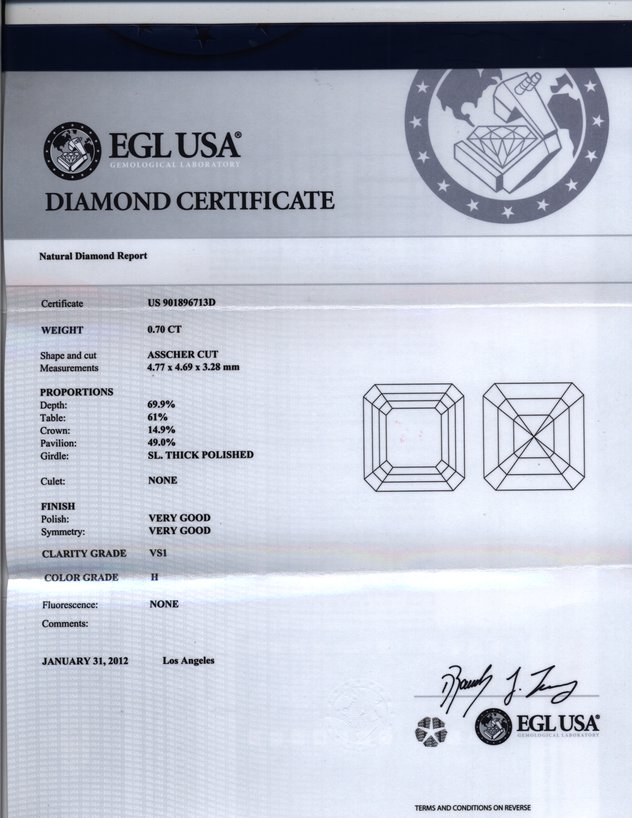 EGL USA®
GEMOLOGICAL LABORATORY
DIAMOND CERTIFICATE
Natural Diamond Report
Certificate US 901896713D
WEIGHT 0.70 CT
Shape and cut ASSCHER CUT
Measurements 4.77 x 4.69 x 3.28 mm
PROPORTIONS
Depth: 69.9%
Table: 61%
Crown: 14.9%
Pavilion: 49.0%
Girdle: SL. THICK POLISHED
Culet: NONE
FINISH
Polish: VERY GOOD
Symmetry: VERY GOOD
CLARITY GRADE VS1
COLOR GRADE H
Fluorescence: NONE
Comments:
JANUARY 31, 2012 Los Angeles
EGL USA®
GEMOLOGICAL LABORATORY
TERMS AND CONDITIONS ON REVERSE